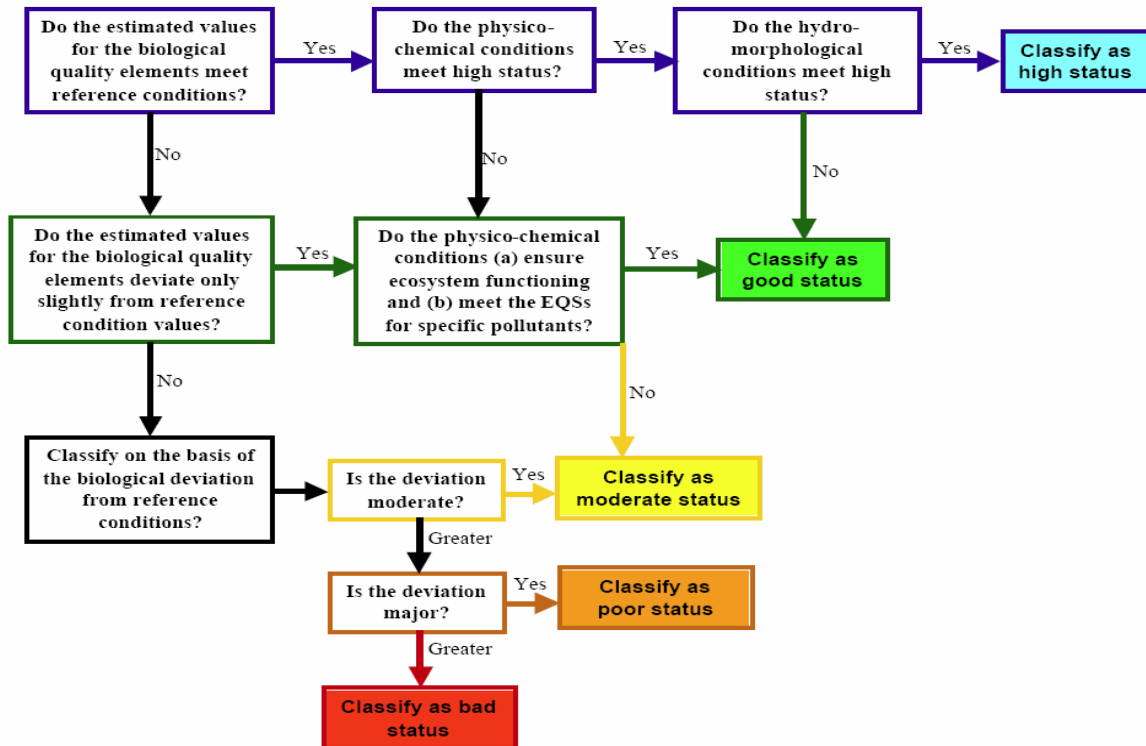 Do the estimated values
for the biological
quality elements meet
reference conditions?
Yes
Do the physico-
chemical conditions
meet high status?
Yes
Do the hydro-
morphological
conditions meet high
status?
Yes
Classify as
high status
No
No
No
Do the estimated values
for the biological quality
elements deviate only
slightly from reference
condition values?
Yes
Do the physico-chemical
conditions (a) ensure
ecosystem functioning
and (b) meet the EQSs
for specific pollutants?
Yes
Classify as
good status
No
No
Classify on the basis of
the biological deviation
from reference
conditions?
Is the deviation
moderate?
Yes
Classify as
moderate status
Greater
Is the deviation
major?
Yes
Classify as
poor status
Greater
Classify as bad
status